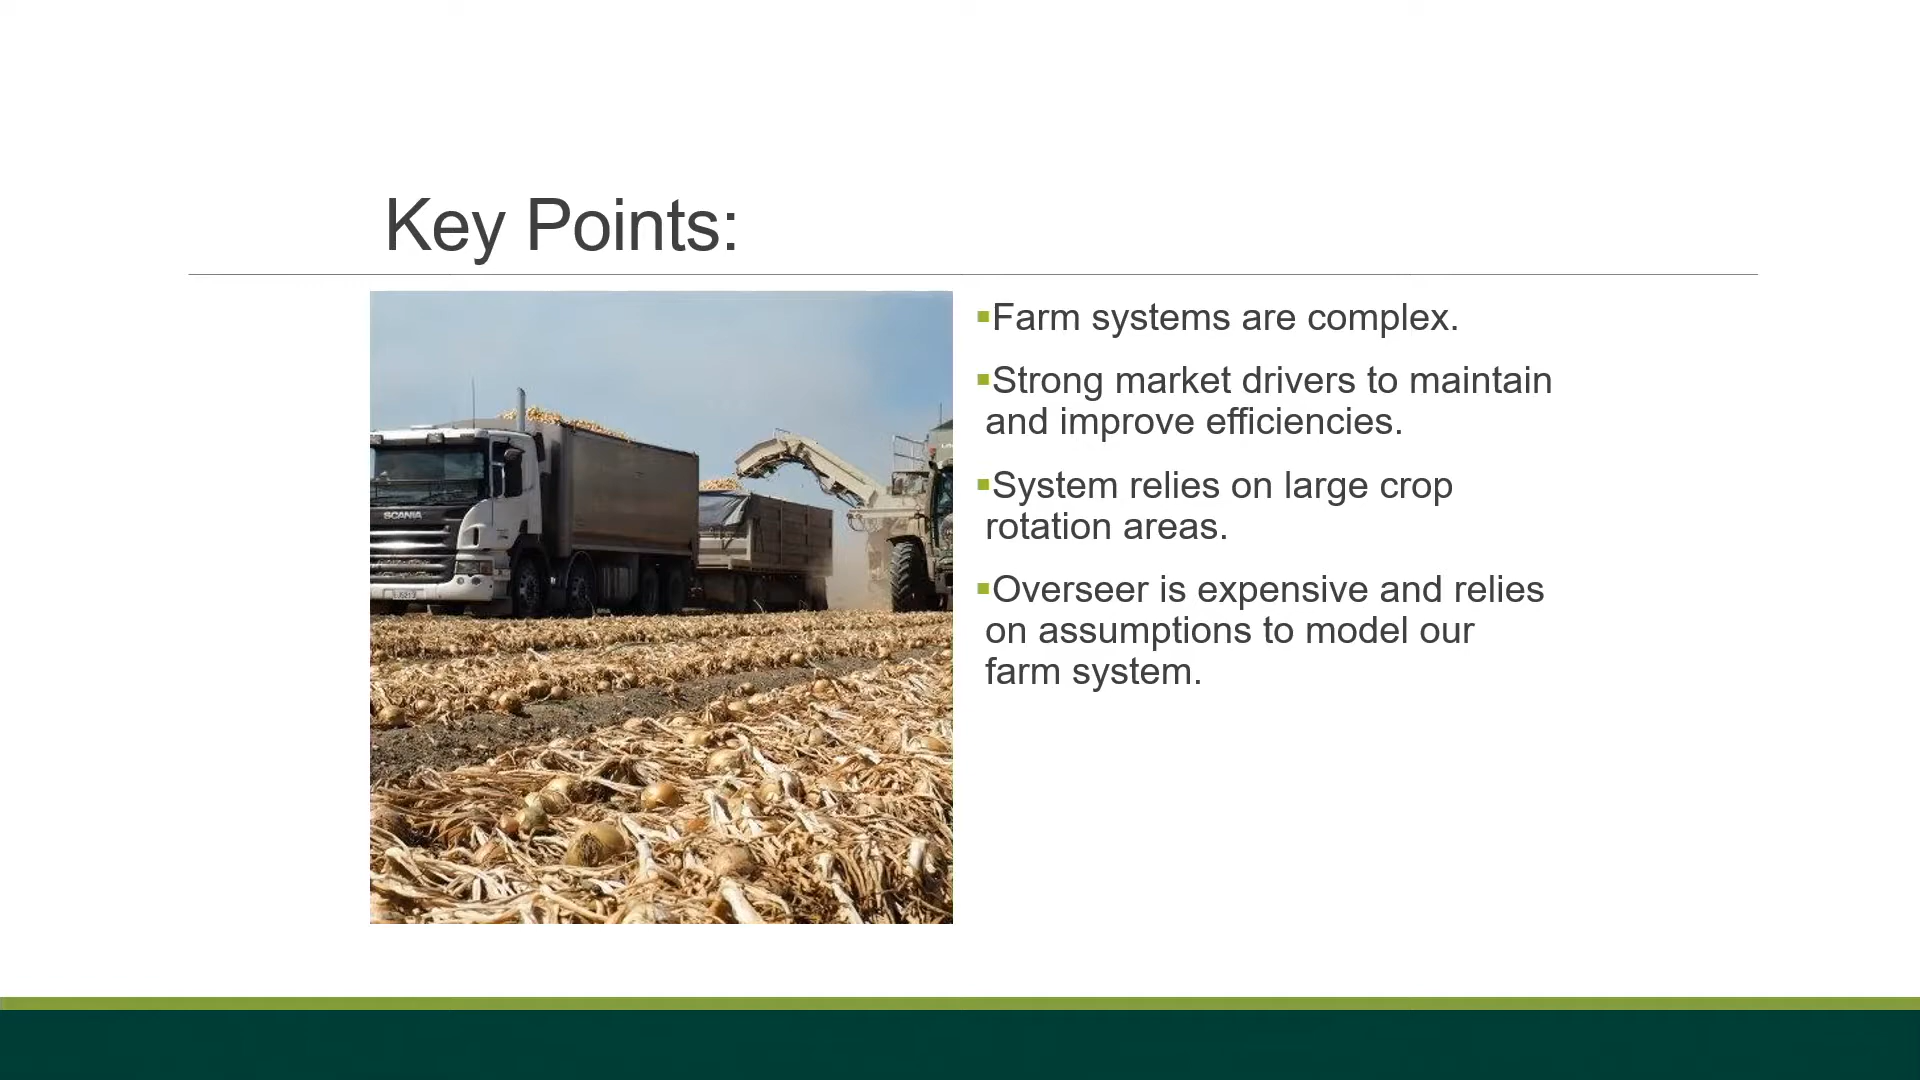 Key Points:
▪Farm systems are complex.
▪Strong market drivers to maintain
and improve efficiencies.
▪System relies on large crop
rotation areas.
▪Overseer is expensive and relies
on assumptions to model our
farm system.
SCANIA